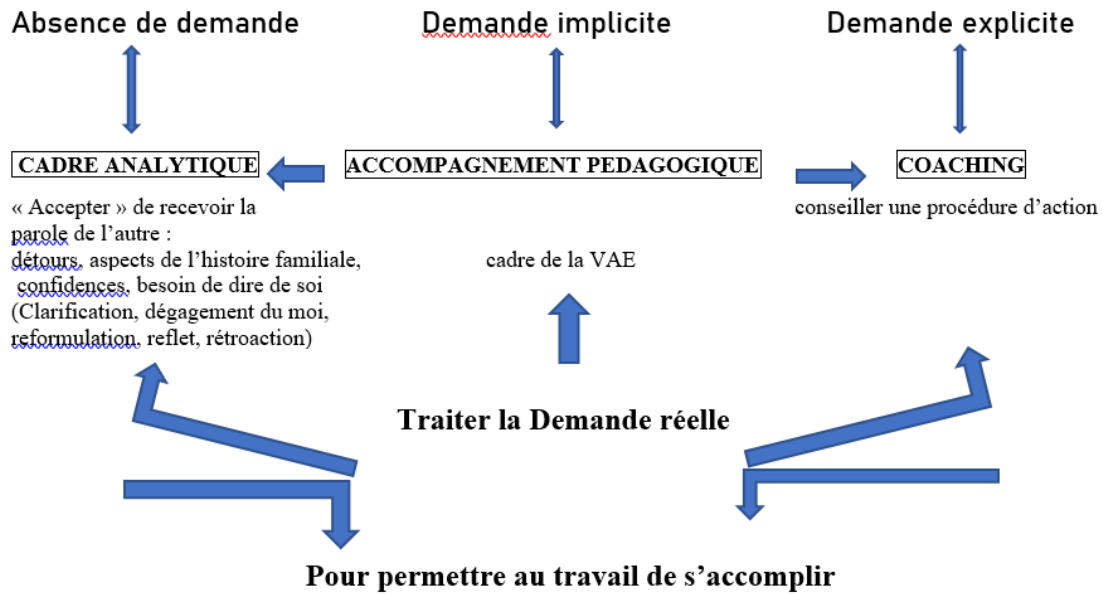 Absence de demande
Demande implicite
Demande explicite
CADRE ANALYTIQUE
ACCOMPAGNEMENT PEDAGOGIQUE
COACHING
« Accepter » de recevoir la
parole de l’autre :
détours, aspects de l’histoire familiale,
confidences, besoin de dire de soi
(Clarification, dégagement du moi,
reformulation, reflet, rétroaction)
cadre de la VAE
conseiller une procédure d’action
Traiter la Demande réelle
Pour permettre au travail de s’accomplir